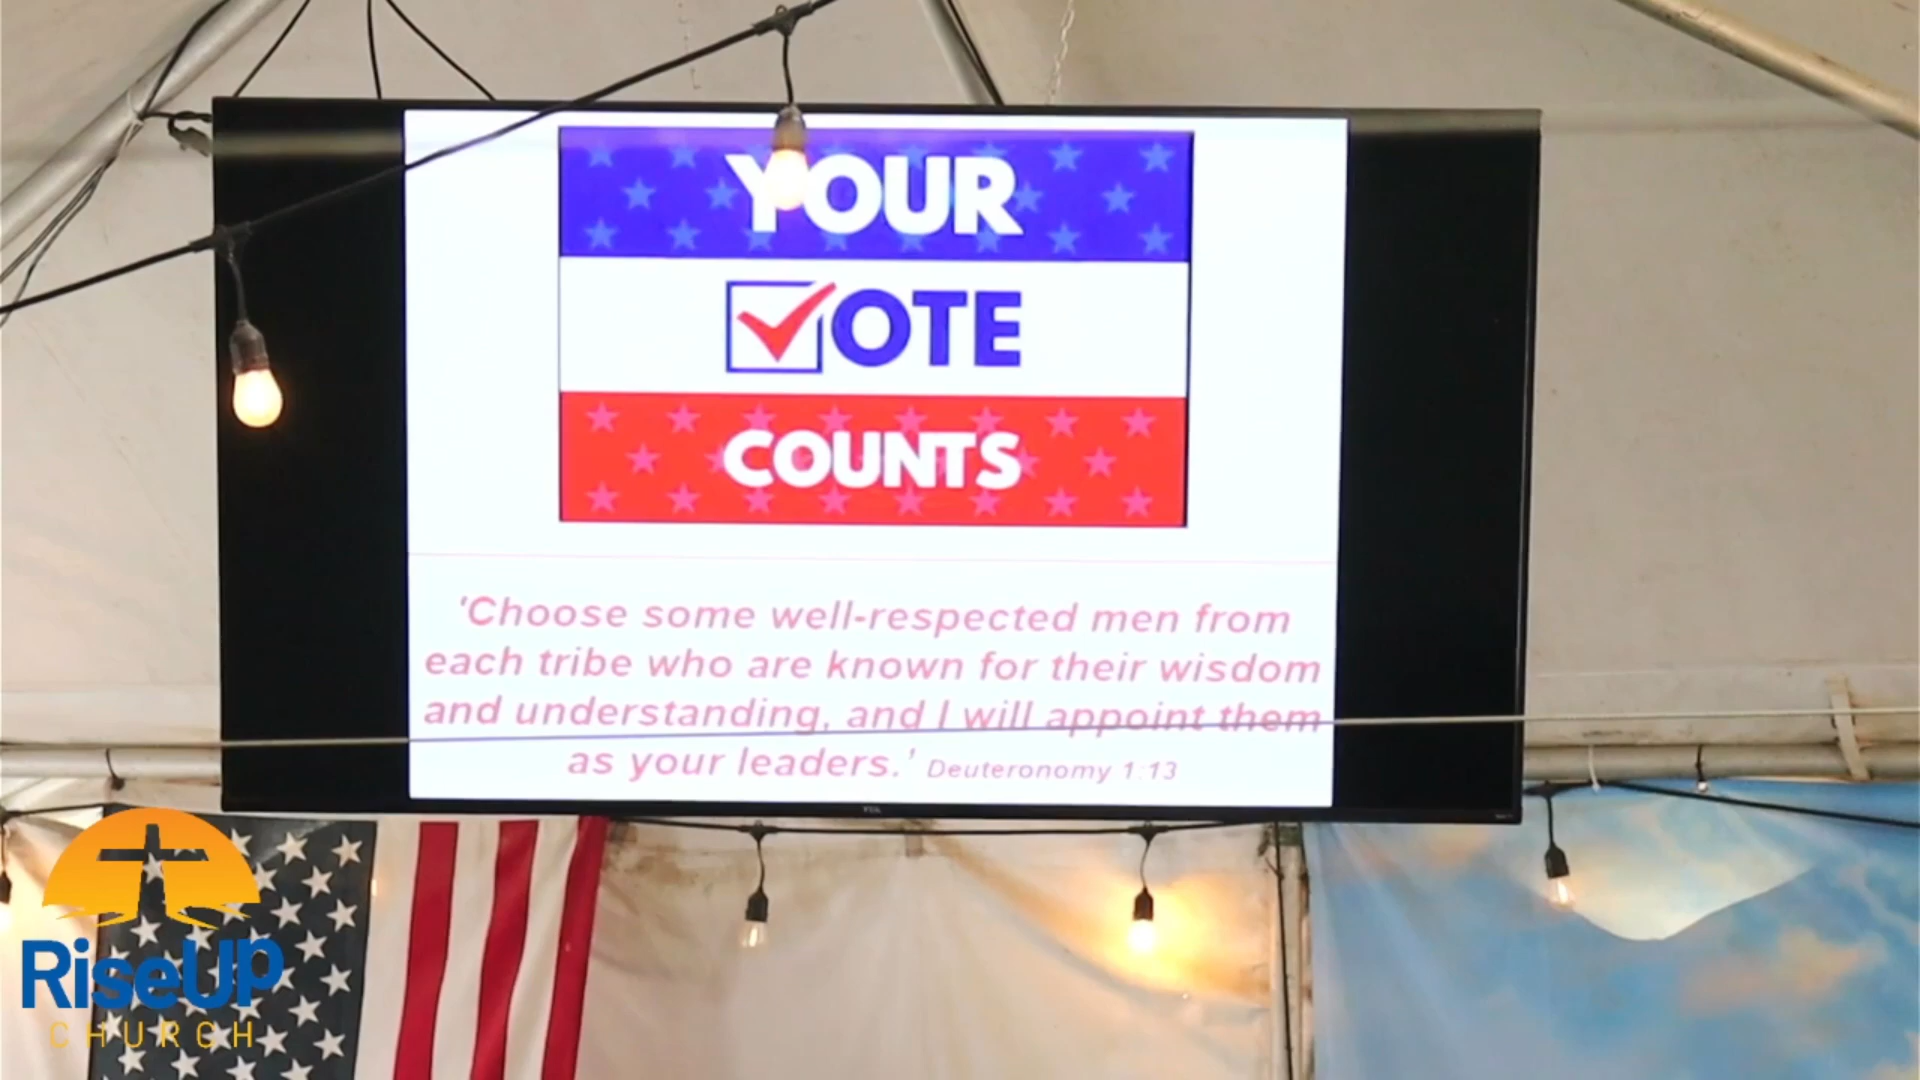 YOUR
VOTE
COUNTS
'Choose some well-respected men from
each tribe who are known for their wisdom
and understanding, and I will appoint them
as your leaders.' Deuteronomy 1:13
TCL
RiseUp
CHURCH